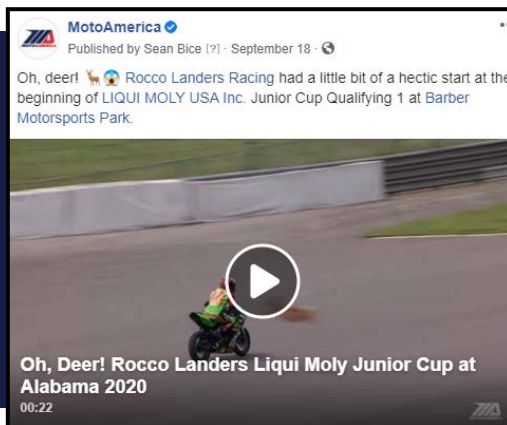 MotoAmerica
Published by Sean Bice [?] · September 18 ·
Oh, deer! 🦌😱 Rocco Landers Racing had a little bit of a hectic start at the
beginning of LIQUI MOLY USA Inc. Junior Cup Qualifying 1 at Barber
Motorsports Park.
Oh, Deer! Rocco Landers Liqui Moly Junior Cup at
Alabama 2020
00:22